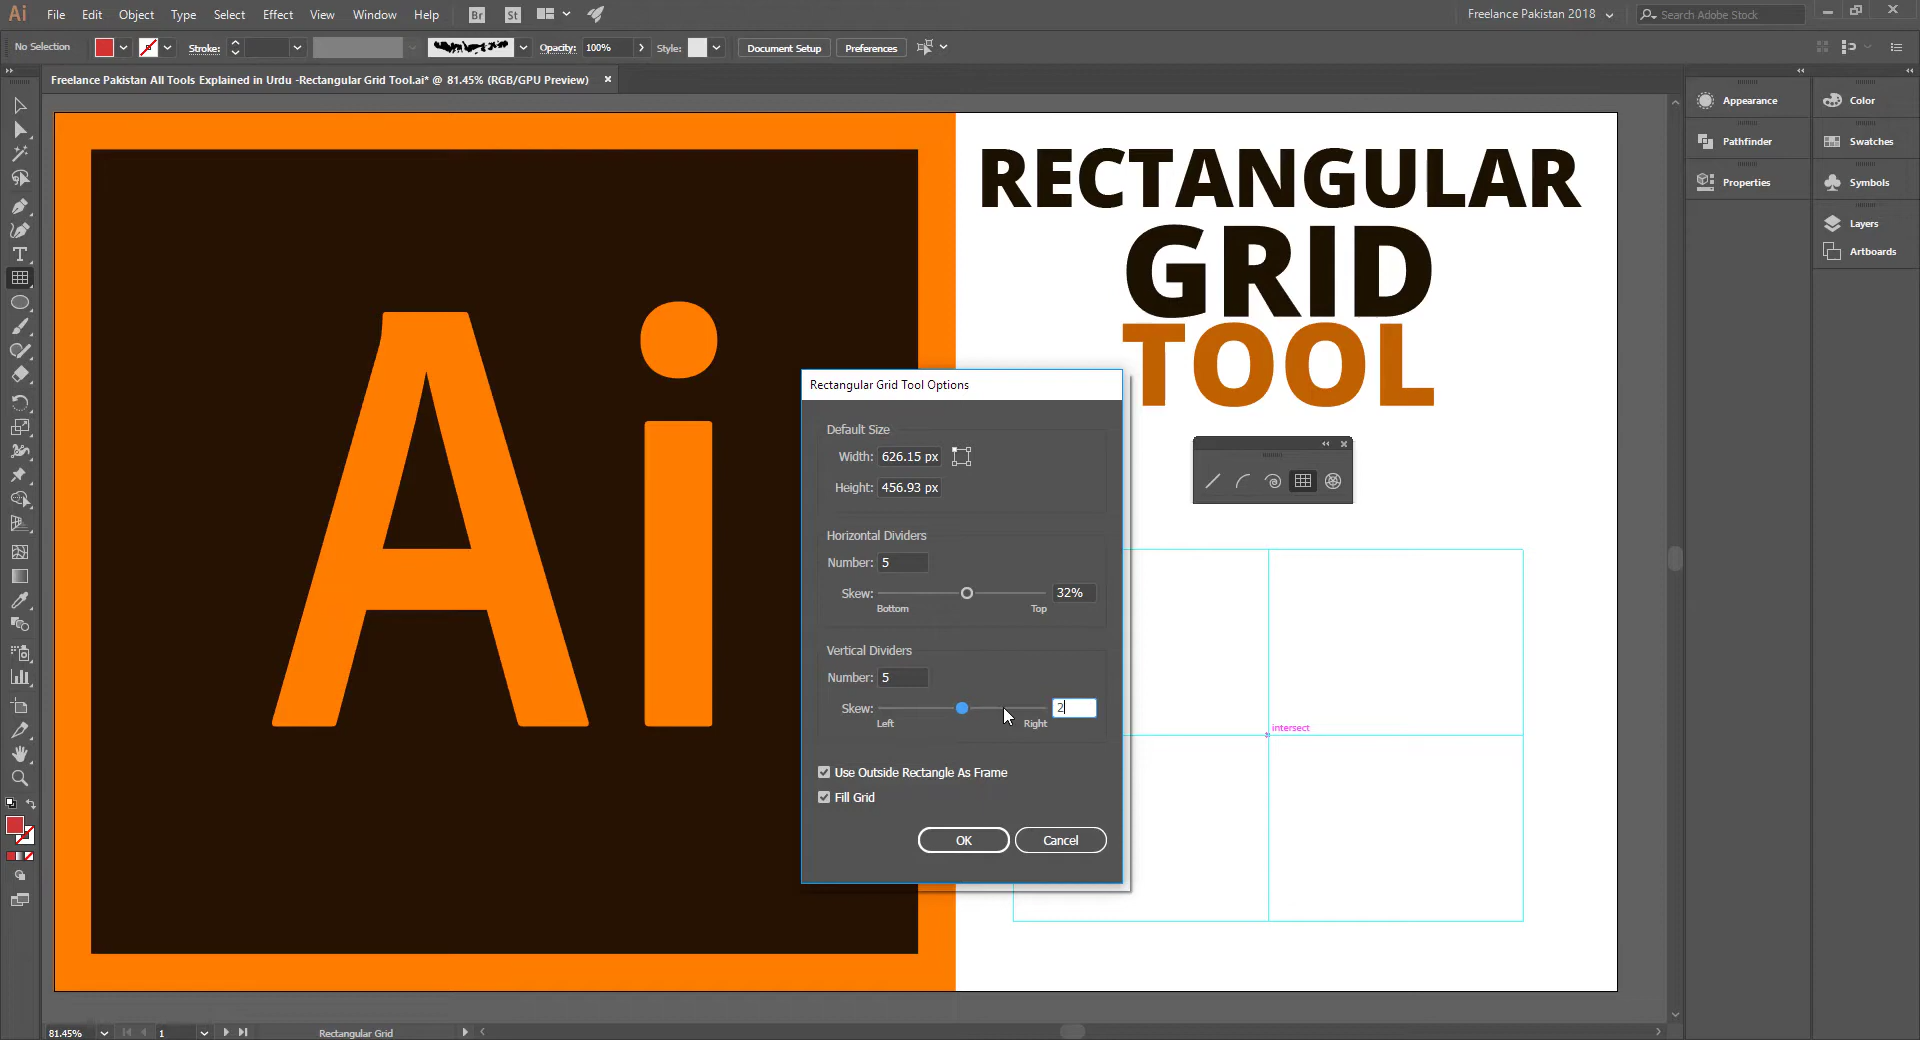 Ai File Edit Object Type Select Effect View Window Help Br St Freelance Pakistan 2018 Search Adobe Stock
No Selection Stroke: Opacity: 100% Style: Document Setup Preferences
Freelance Pakistan All Tools Explained in Urdu -Rectangular Grid Tool.ai* @ 81.45% (RGB/GPU Preview)
Appearance
Pathfinder
Properties
Color
Swatches
Symbols
Layers
Artboards
Ai
RECTANGULAR
GRID
TOOL
Rectangular Grid Tool Options
Default Size
Width: 626.15 px
Height: 456.93 px
Horizontal Dividers
Number: 5
Skew: 32%
Bottom Top
Vertical Dividers
Number: 5
Skew: 2
Left Right
Use Outside Rectangle As Frame
Fill Grid
OK Cancel
intersect
81.45% 1 Rectangular Grid